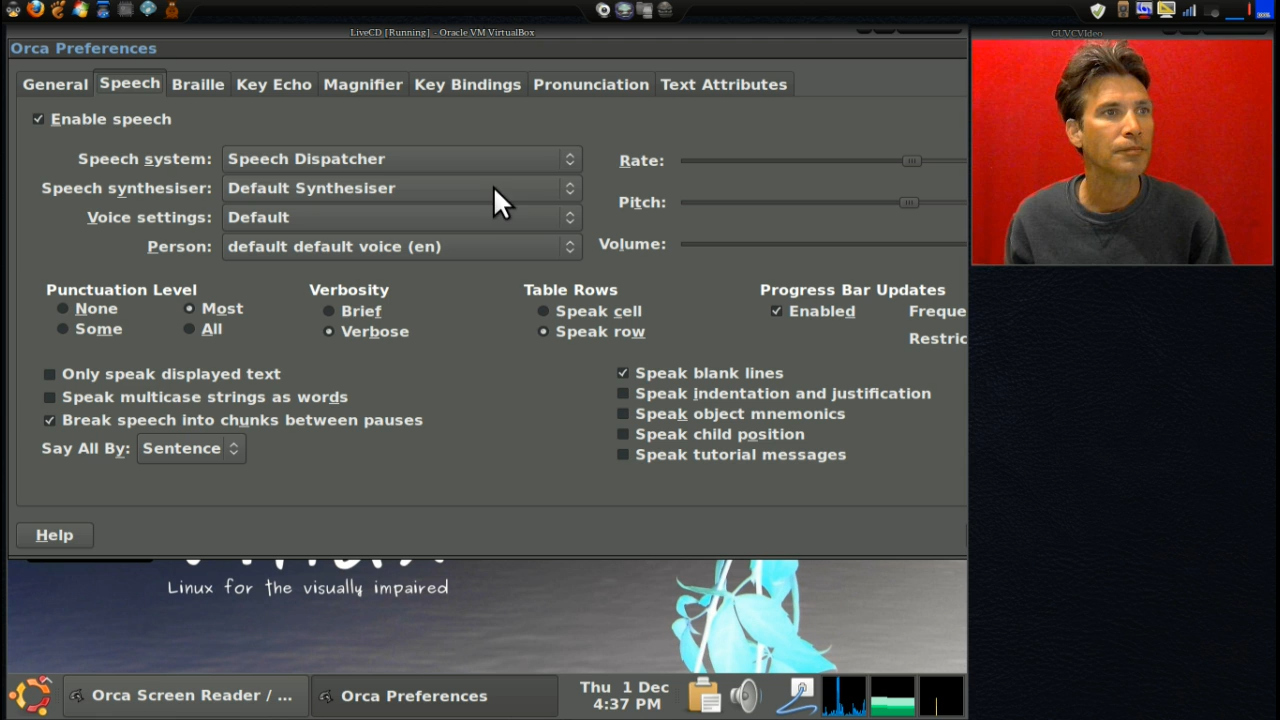 LiveCD [Running] - Oracle VM VirtualBox
GUVCVIdeo
Orca Preferences
General Speech Braille Key Echo Magnifier Key Bindings Pronunciation Text Attributes
Enable speech
Speech system: Speech Dispatcher
Rate:
Speech synthesiser: Default Synthesiser
Pitch:
Voice settings: Default
Volume:
Person: default default voice (en)
Punctuation Level
None Most
Some All
Verbosity
Brief
Verbose
Table Rows
Speak cell
Speak row
Progress Bar Updates
Enabled Freque
Restric
Only speak displayed text
Speak multicase strings as words
Break speech into chunks between pauses
Say All By: Sentence
Speak blank lines
Speak indentation and justification
Speak object mnemonics
Speak child position
Speak tutorial messages
Help
Linux for the visually impaired
Orca Screen Reader / ...
Orca Preferences
Thu 1 Dec
4:37 PM